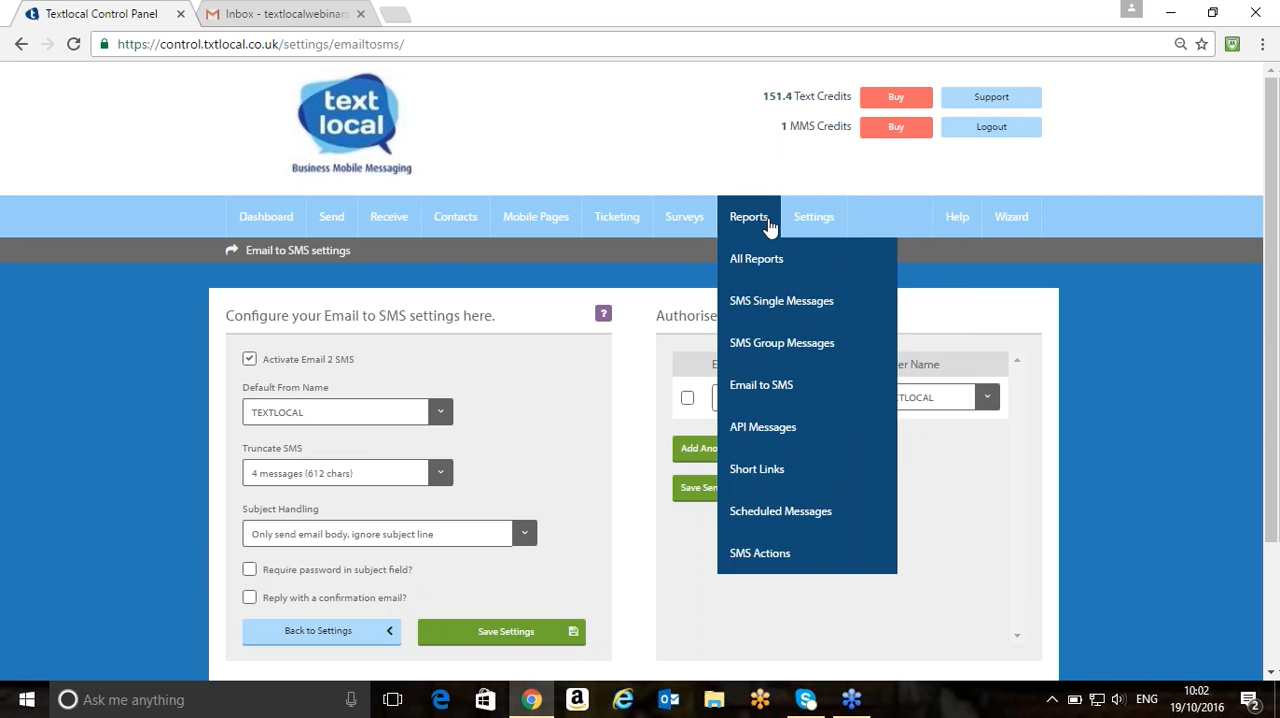 Textlocal Control Panel
Inbox - textlocalwebinar
https://control.txtlocal.co.uk/settings/emailtosms/
text
local
Business Mobile Messaging
151.4 Text Credits
Buy
Support
1 MMS Credits
Buy
Logout
Dashboard
Send
Receive
Contacts
Mobile Pages
Ticketing
Surveys
Reports
Settings
Help
Wizard
Email to SMS settings
All Reports
SMS Single Messages
SMS Group Messages
Email to SMS
API Messages
Short Links
Scheduled Messages
SMS Actions
Configure your Email to SMS settings here.
?
Activate Email 2 SMS
Default From Name
TEXTLOCAL
Truncate SMS
4 messages (612 chars)
Subject Handling
Only send email body, ignore subject line
Require password in subject field?
Reply with a confirmation email?
Back to Settings
Save Settings
Authorise
E
er Name
TLOCAL
Add Ano
Save Sen
Ask me anything
ENG
10:02
19/10/2016
2